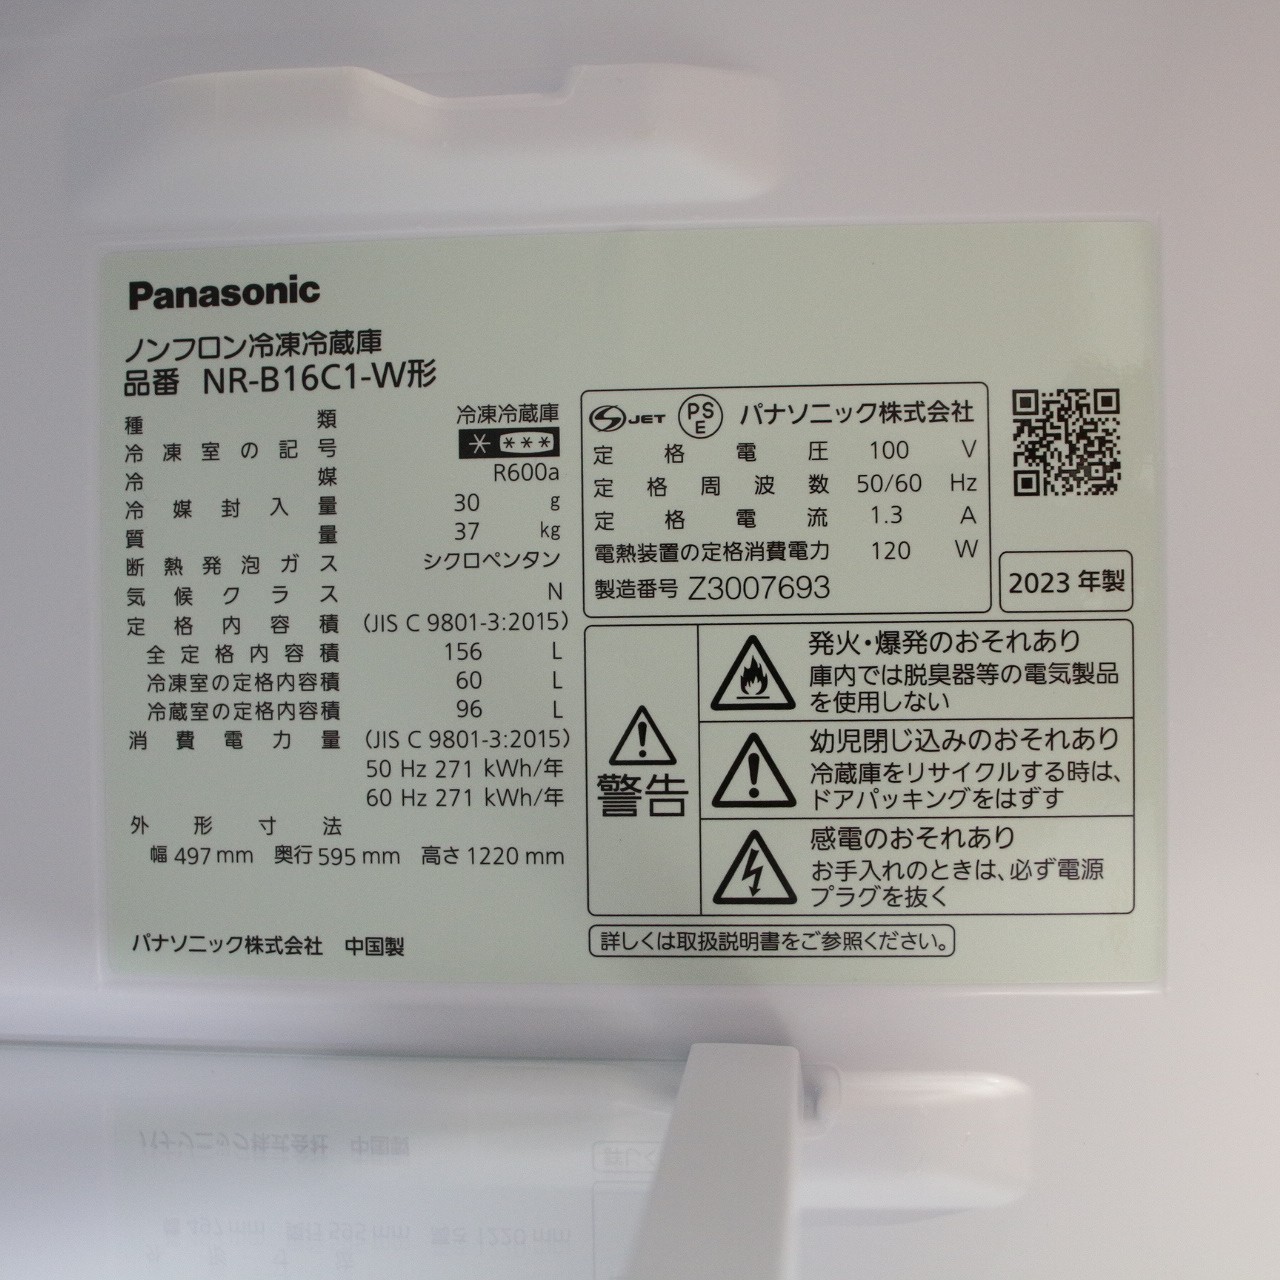 Panasonic
ノンフロン冷凍冷蔵庫
品番 NR-B16C1-W形
種類 冷凍冷蔵庫
冷凍室の記号 * ***
冷媒 R600a
冷媒封入量 30 g
質量 37 kg
断熱発泡ガス シクロペンタン
気候クラス N
定格内容積 (JIS C 9801-3:2015)
全定格内容積 156 L
冷凍室の定格内容積 60 L
冷蔵室の定格内容積 96 L
消費電力量 (JIS C 9801-3:2015)
50 Hz 271 kWh/年
60 Hz 271 kWh/年
外形寸法
幅 497 mm 奥行 595 mm 高さ 1220 mm
パナソニック株式会社 中国製
S JET PSE パナソニック株式会社
定格電圧 100 V
定格周波数 50/60 Hz
定格電流 1.3 A
電熱装置の定格消費電力 120 W
製造番号 Z3007693
2023 年製
警告
発火・爆発のおそれあり
庫内では脱臭器等の電気製品
を使用しない
幼児閉じ込みのおそれあり
冷蔵庫をリサイクルする時は、
ドアパッキングをはずす
感電のおそれあり
お手入れのときは、必ず電源
プラグを抜く
詳しくは取扱説明書をご参照ください。